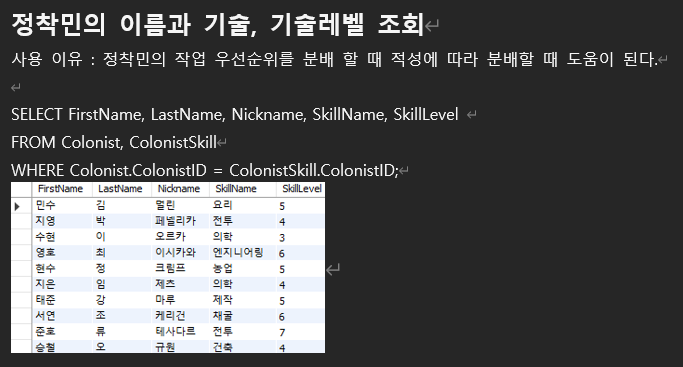 정착민의 이름과 기술, 기술레벨 조회
사용 이유 : 정착민의 작업 우선순위를 분배 할 때 적성에 따라 분배할 때 도움이 된다.
SELECT FirstName, LastName, Nickname, SkillName, SkillLevel
FROM Colonist, ColonistSkill
WHERE Colonist.ColonistID = ColonistSkill.ColonistID;
FirstName LastName Nickname SkillName SkillLevel
민수 김 멀린 요리 5
지영 박 페넬리카 전투 4
수현 이 오르카 의학 3
영호 최 이시카와 엔지니어링 6
현수 정 크림프 농업 5
지은 임 제츠 의학 4
태준 강 마루 제작 5
서연 조 케리건 채굴 6
준호 류 테사다르 전투 7
승철 오 규원 건축 4